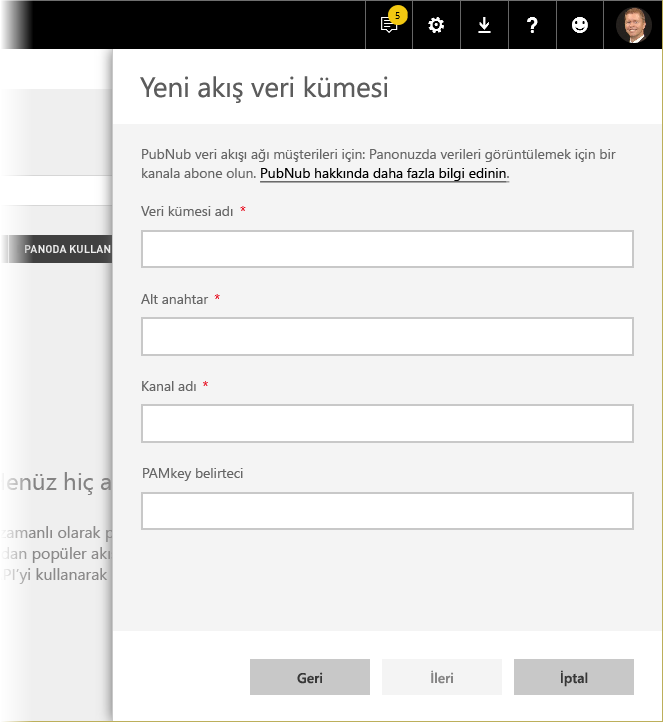 5
?
Yeni akış veri kümesi
PubNub veri akışı ağı müşterileri için: Panonuzda verileri görüntülemek için bir
kanala abone olun. PubNub hakkında daha fazla bilgi edinin.
Veri kümesi adı *
PANODA KULLAN
Alt anahtar *
Kanal adı *
PAMkey belirteci
enüz hiç a
zamanlı olarak p
dan popüler akı
PI'yi kullanarak
Geri
İleri
İptal